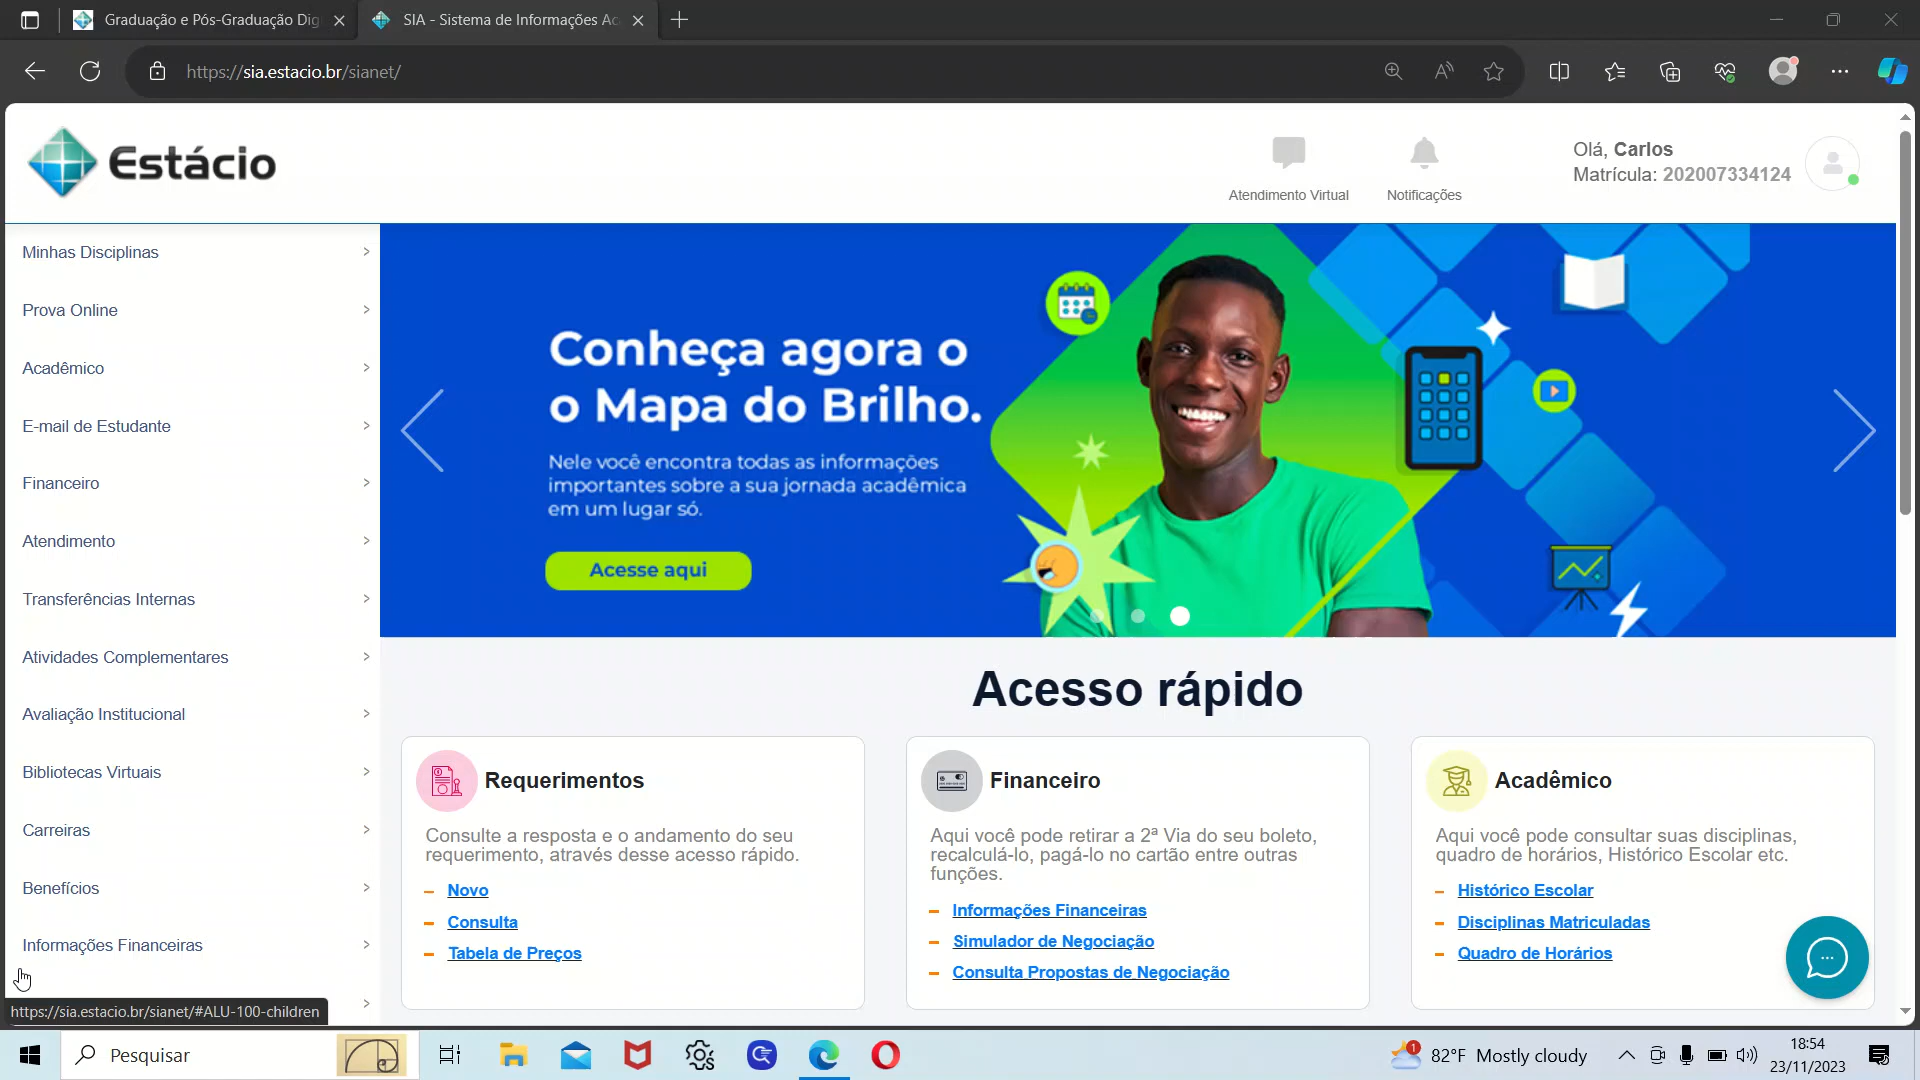 Graduação e Pós-Graduação Dig
SIA - Sistema de Informações Ac
https://sia.estacio.br/sianet/
Estácio
Atendimento Virtual
Notificações
Olá, Carlos
Matrícula: 202007334124
Minhas Disciplinas
Prova Online
Acadêmico
E-mail de Estudante
Financeiro
Atendimento
Transferências Internas
Atividades Complementares
Avaliação Institucional
Bibliotecas Virtuais
Carreiras
Benefícios
Informações Financeiras
https://sia.estacio.br/sianet/#ALU-100-children
Conheça agora o
o Mapa do Brilho.
Nele você encontra todas as informações
importantes sobre a sua jornada acadêmica
em um lugar só.
Acesse aqui
Acesso rápido
Requerimentos
Consulte a resposta e o andamento do seu
requerimento, através desse acesso rápido.
Novo
Consulta
Tabela de Preços
Financeiro
Aqui você pode retirar a 2ª Via do seu boleto,
recalculá-lo, pagá-lo no cartão entre outras
funções.
Informações Financeiras
Simulador de Negociação
Consulta Propostas de Negociação
Acadêmico
Aqui você pode consultar suas disciplinas,
quadro de horários, Histórico Escolar etc.
Histórico Escolar
Disciplinas Matriculadas
Quadro de Horários
Pesquisar
1
82°F Mostly cloudy
18:54
23/11/2023